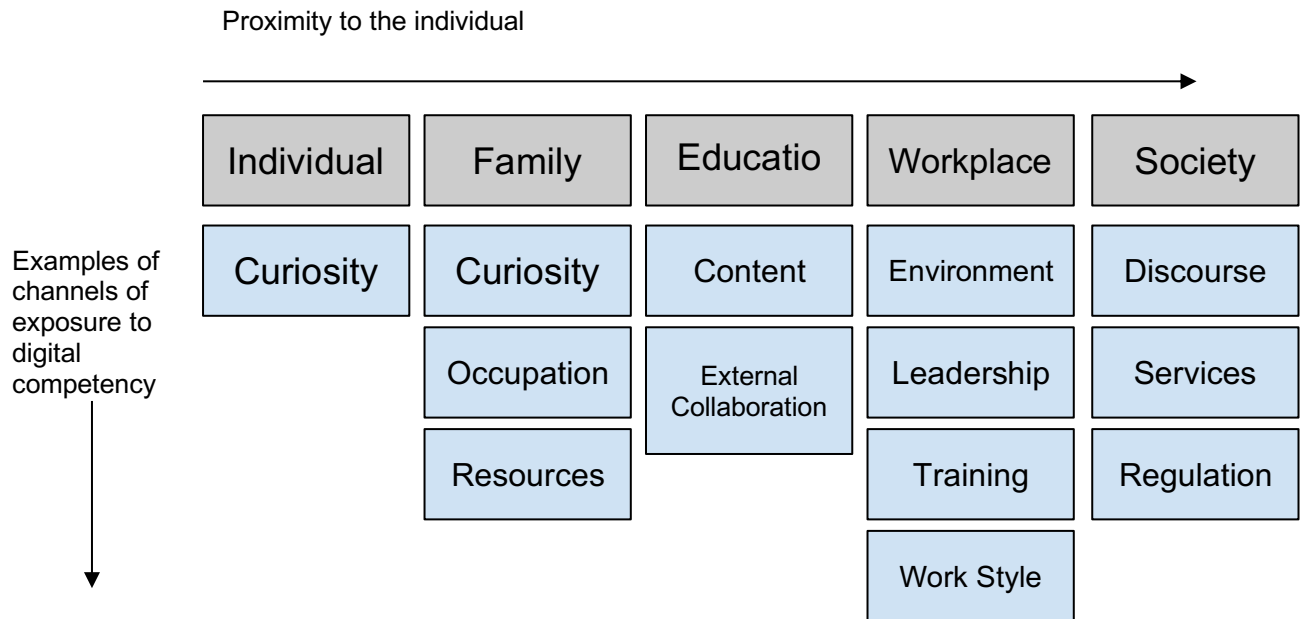 Proximity to the individual
Individual
Family
Educatio
Workplace
Society
Examples of
channels of
exposure to
digital
competency
Curiosity
Curiosity
Content
Environment
Discourse
Occupation
External
Collaboration
Leadership
Services
Resources
Training
Regulation
Work Style